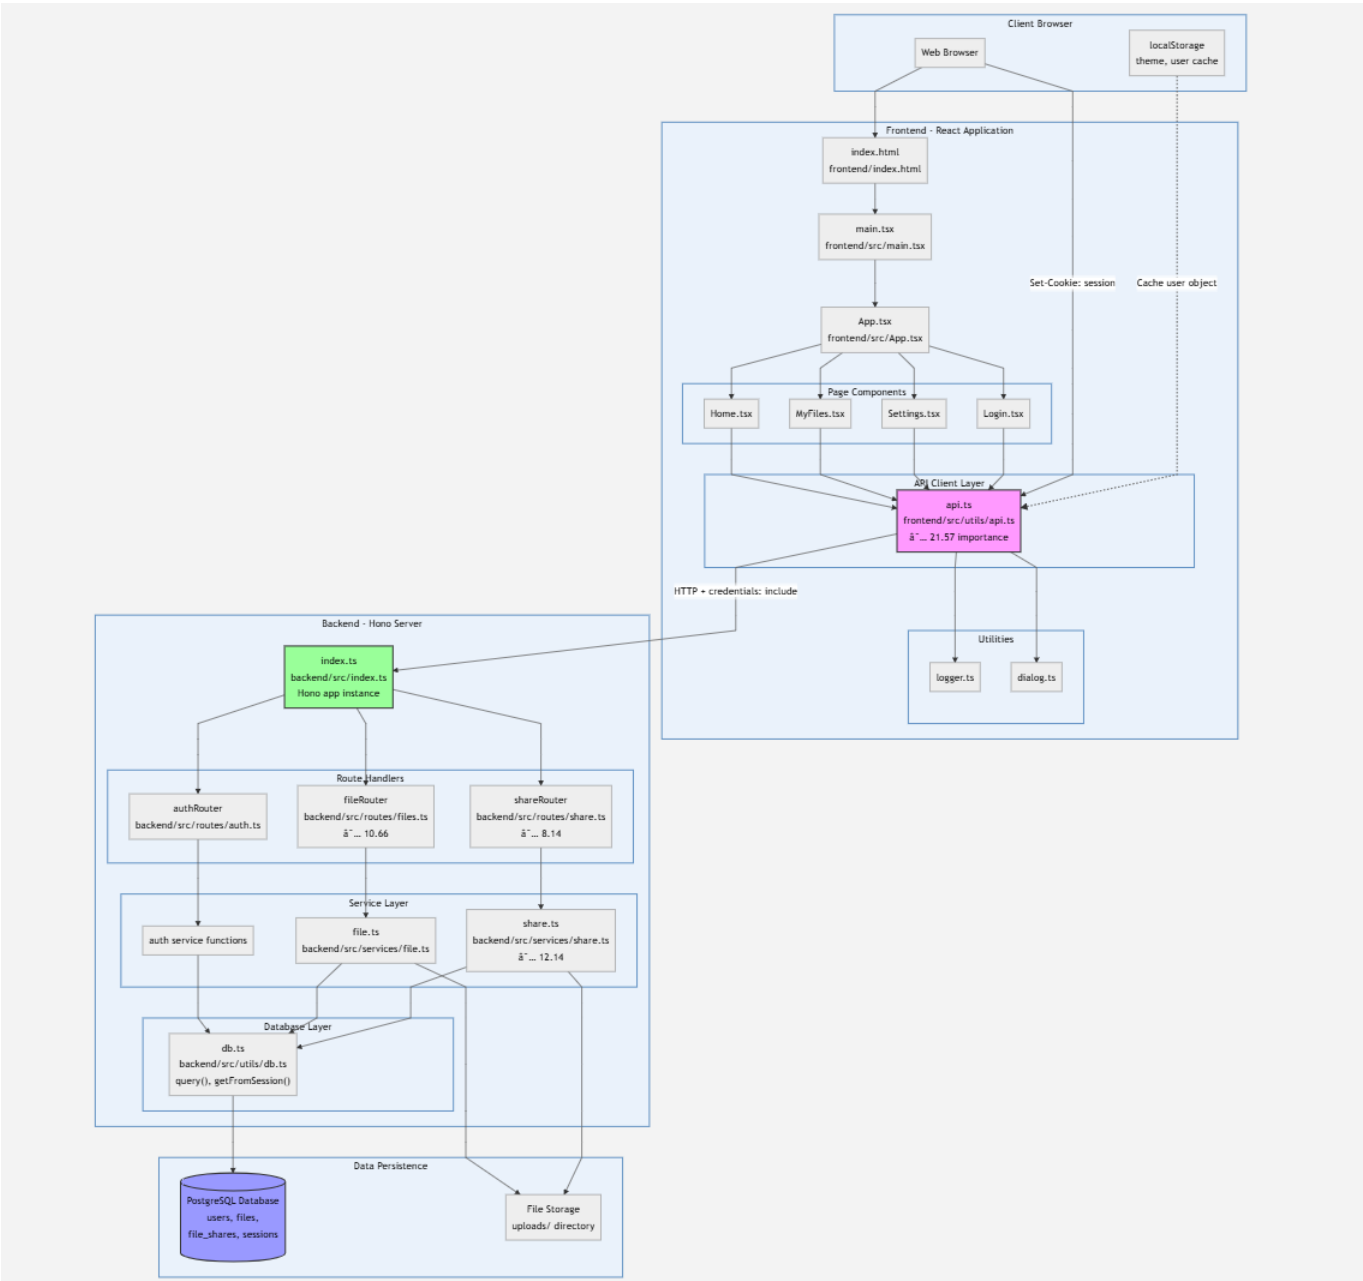 Client Browser
Web Browser
localStorage
theme, user cache
Frontend - React Application
index.html
frontend/index.html
main.tsx
frontend/src/main.tsx
Set-Cookie: session
Cache user object
App.tsx
frontend/src/App.tsx
Page Components
Home.tsx
MyFiles.tsx
Settings.tsx
Login.tsx
API Client Layer
api.ts
frontend/src/utils/api.ts
â˜… 21.57 importance
HTTP + credentials: include
Utilities
logger.ts
dialog.ts
Backend - Hono Server
index.ts
backend/src/index.ts
Hono app instance
Route Handlers
authRouter
backend/src/routes/auth.ts
fileRouter
backend/src/routes/files.ts
â˜… 10.66
shareRouter
backend/src/routes/share.ts
â˜… 8.14
Service Layer
auth service functions
file.ts
backend/src/services/file.ts
share.ts
backend/src/services/share.ts
â˜… 12.14
Database Layer
db.ts
backend/src/utils/db.ts
query(), getFromSession()
Data Persistence
PostgreSQL Database
users, files,
file_shares, sessions
File Storage
uploads/ directory